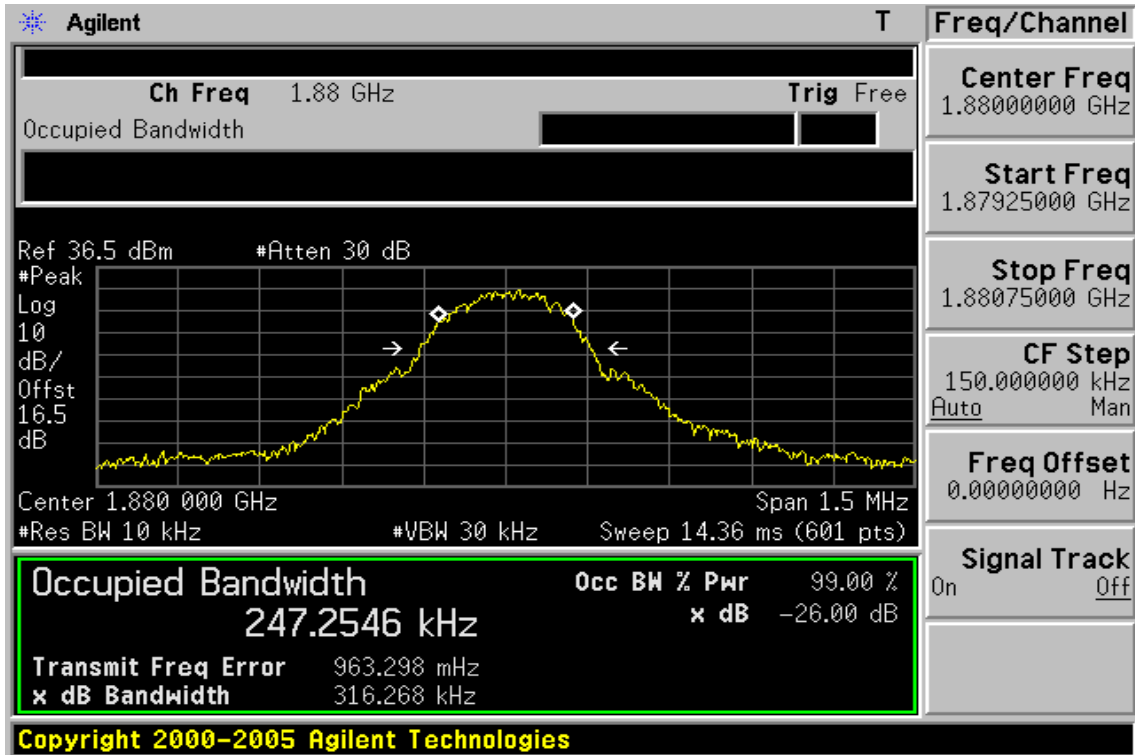 Agilent T
Freq/Channel
Ch Freq 1.88 GHz Trig Free
Occupied Bandwidth
Center Freq
1.88000000 GHz
Start Freq
1.87925000 GHz
Stop Freq
1.88075000 GHz
CF Step
150.000000 kHz
Auto Man
Freq Offset
0.00000000 Hz
Signal Track
On Off
Ref 36.5 dBm #Atten 30 dB
#Peak
Log
10
dB/
Offst
16.5
dB
Center 1.880 000 GHz Span 1.5 MHz
#Res BW 10 kHz #VBW 30 kHz Sweep 14.36 ms (601 pts)
Occupied Bandwidth
247.2546 kHz
Occ BW % Pwr 99.00 %
x dB -26.00 dB
Transmit Freq Error 963.298 mHz
x dB Bandwidth 316.268 kHz
Copyright 2000-2005 Agilent Technologies